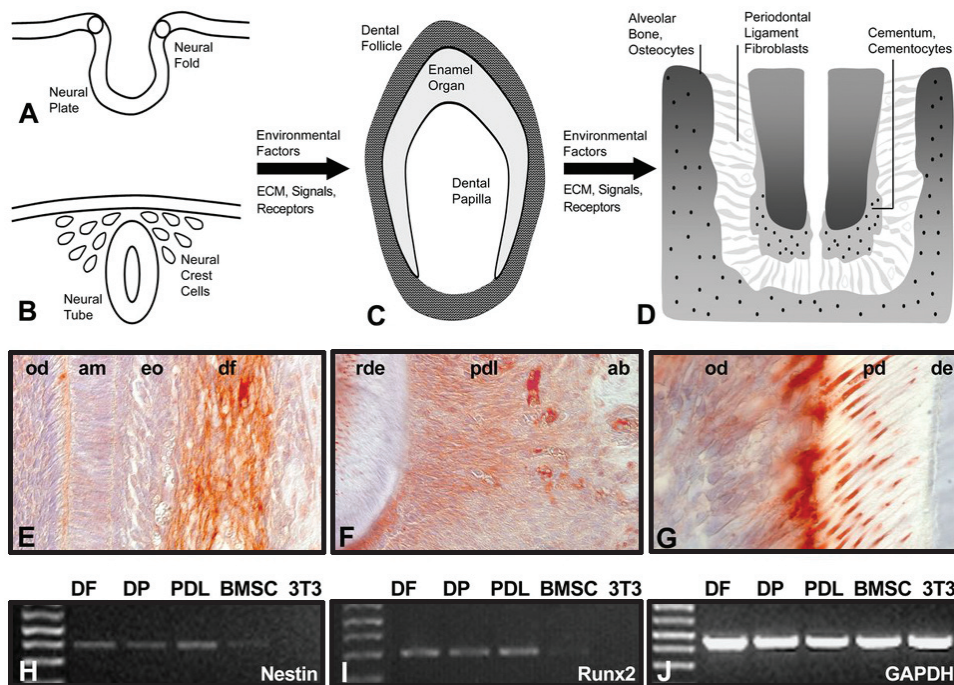 Neural
Fold
Neural
Plate
A
Neural
Crest
Cells
Neural
Tube
B
Environmental
Factors
ECM, Signals,
Receptors
Dental
Follicle
Enamel
Organ
Dental
Papilla
C
Environmental
Factors
ECM, Signals,
Receptors
Alveolar
Bone,
Osteocytes
Periodontal
Ligament
Fibroblasts
Cementum,
Cementocytes
D
od am eo df
E
rde pdl ab
F
od pd de
G
DF DP PDL BMSC 3T3
H Nestin
DF DP PDL BMSC 3T3
I Runx2
DF DP PDL BMSC 3T3
J GAPDH